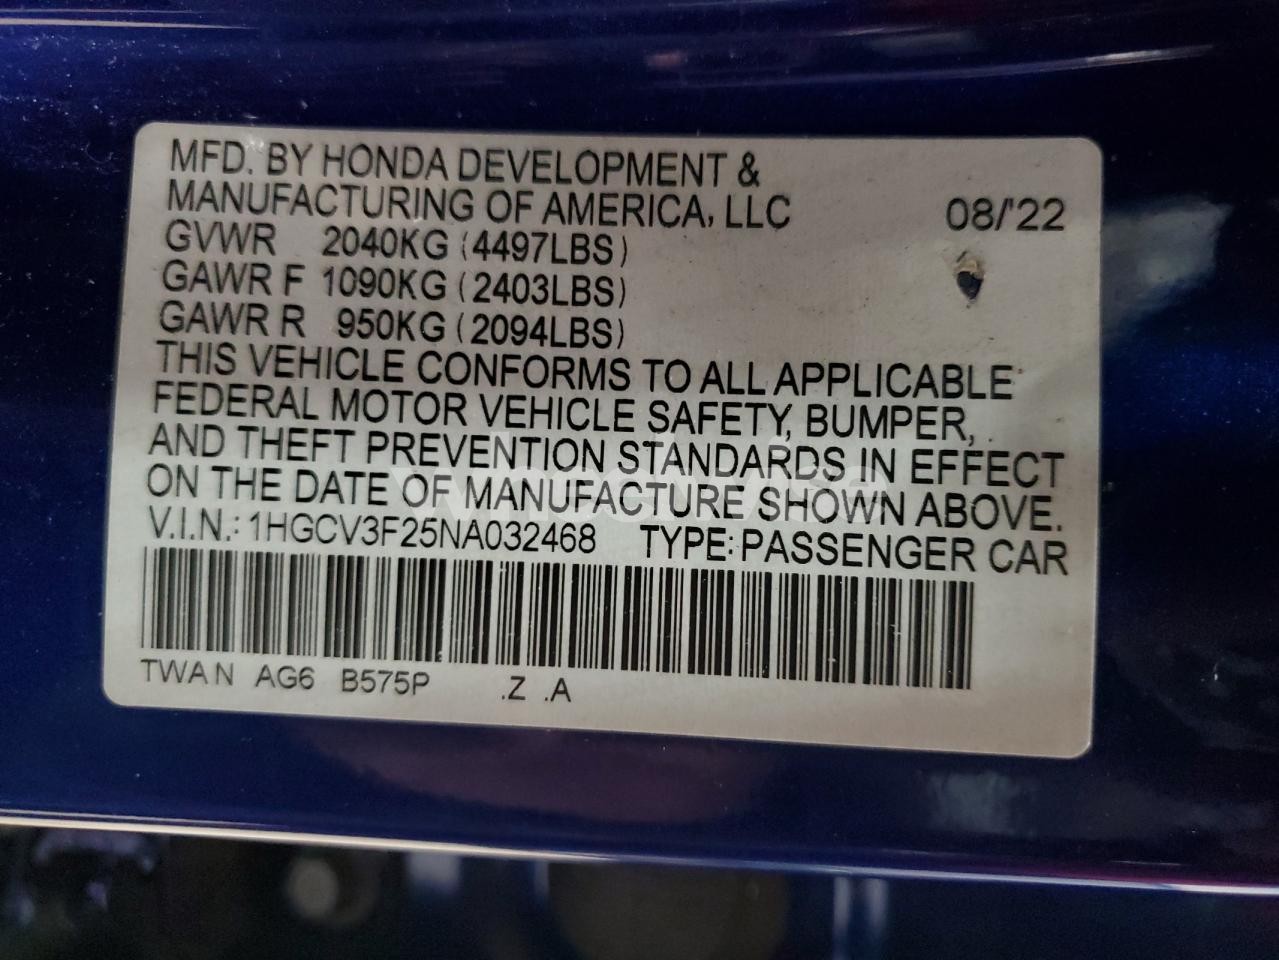 MFD. BY HONDA DEVELOPMENT &
MANUFACTURING OF AMERICA, LLC 08/'22
GVWR 2040KG (4497LBS)
GAWR F 1090KG (2403LBS)
GAWR R 950KG (2094LBS)
THIS VEHICLE CONFORMS TO ALL APPLICABLE
FEDERAL MOTOR VEHICLE SAFETY, BUMPER,
AND THEFT PREVENTION STANDARDS IN EFFECT
ON THE DATE OF MANUFACTURE SHOWN ABOVE.
V.I.N.: 1HGCV3F25NA032468 TYPE: PASSENGER CAR
TWAN AG6 B575P .Z .A